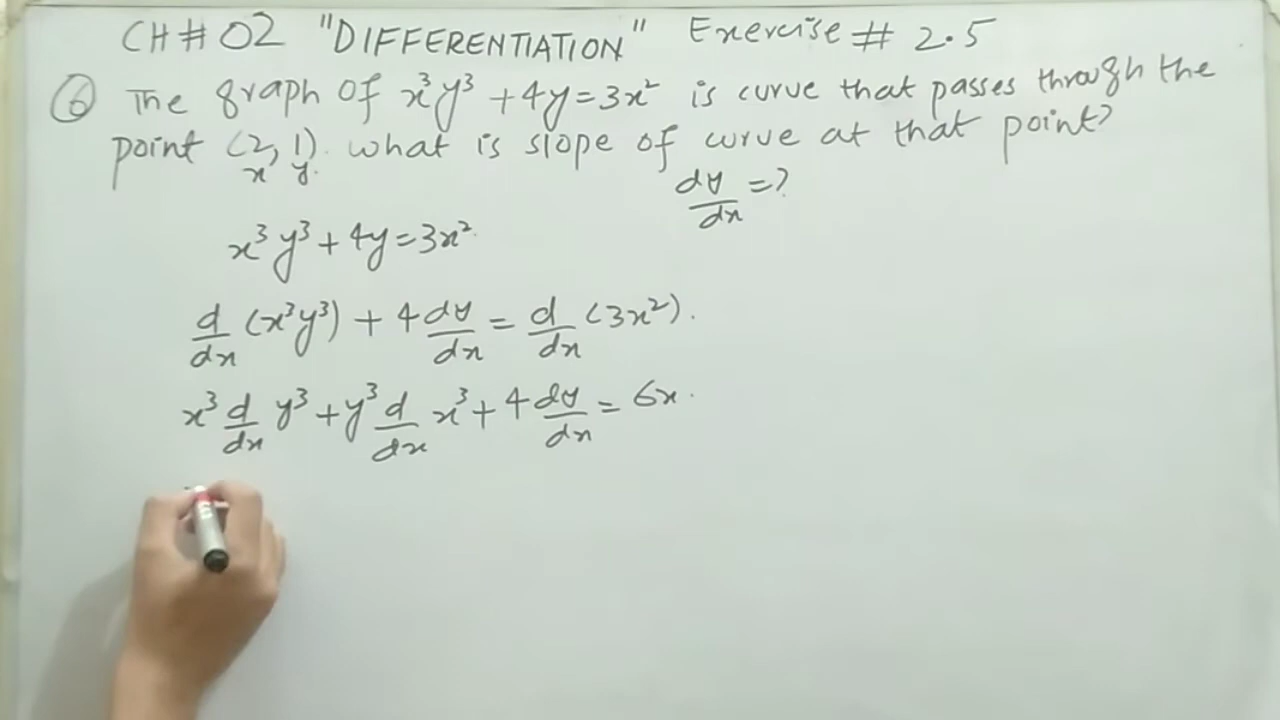 CH # 02 "DIFFERENTIATION" Exercise # 2.5
⑥ The graph of x³y³ + 4y = 3x² is curve that passes through the
point (2, 1). what is slope of curve at that point?
x y.
dy/dx = ?
x³y³ + 4y = 3x².
d/dx (x³y³) + 4 dy/dx = d/dx (3x²).
x³ d/dx y³ + y³ d/dx x³ + 4 dy/dx = 6x.